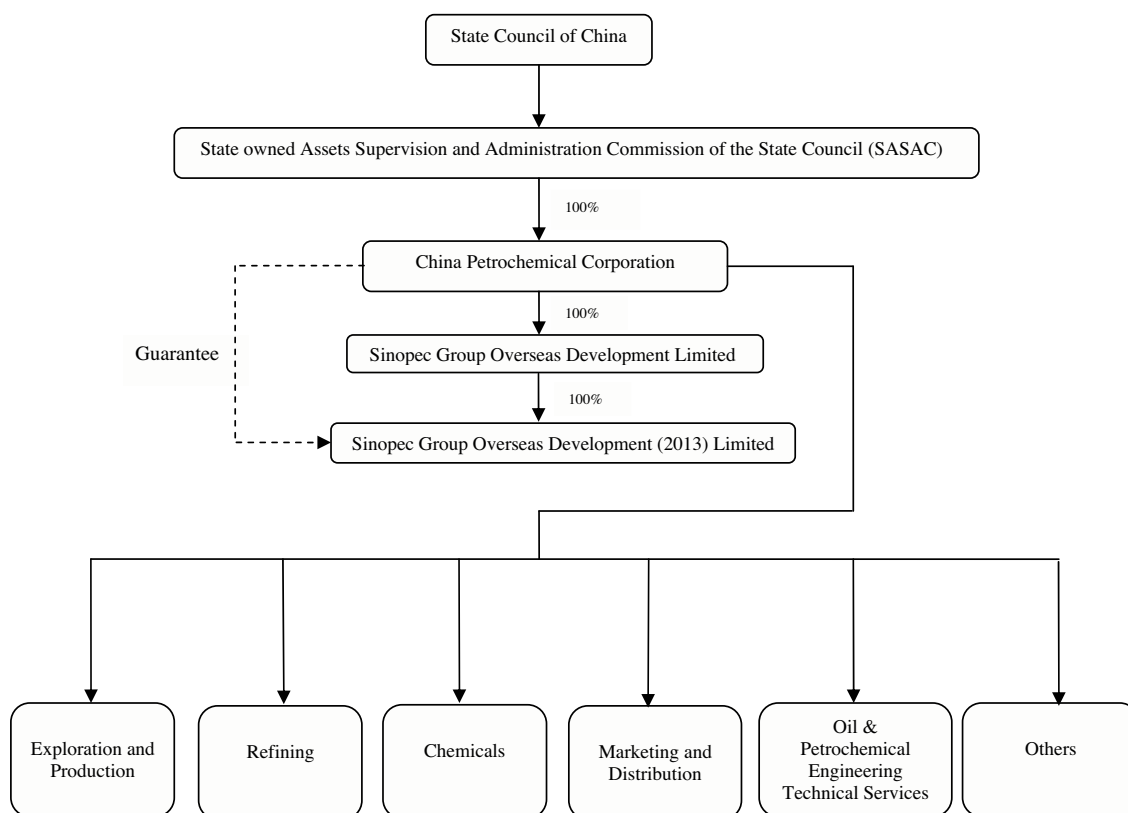 State Council of China
State owned Assets Supervision and Administration Commission of the State Council (SASAC)
100%
China Petrochemical Corporation
100%
Guarantee
Sinopec Group Overseas Development Limited
100%
Sinopec Group Overseas Development (2013) Limited
Exploration and
Production
Refining
Chemicals
Marketing and
Distribution
Oil &
Petrochemical
Engineering
Technical Services
Others